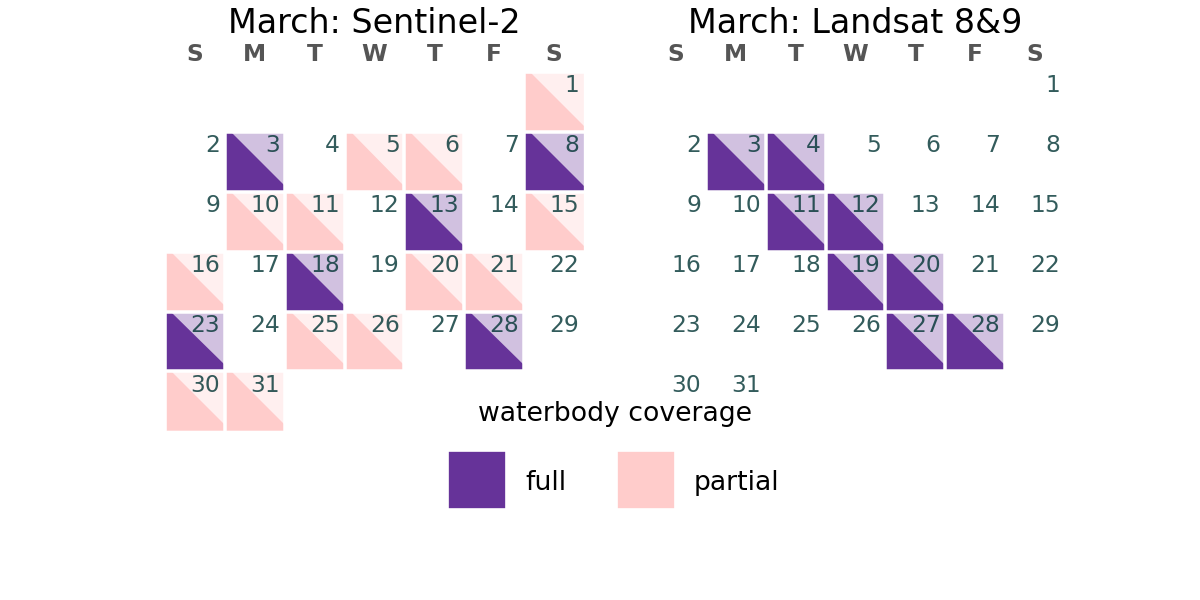 March: Sentinel-2
S M T W T F S
1
2 3 4 5 6 7 8
9 10 11 12 13 14 15
16 17 18 19 20 21 22
23 24 25 26 27 28 29
30 31
March: Landsat 8&9
S M T W T F S
1
2 3 4 5 6 7 8
9 10 11 12 13 14 15
16 17 18 19 20 21 22
23 24 25 26 27 28 29
30 31
waterbody coverage
full partial